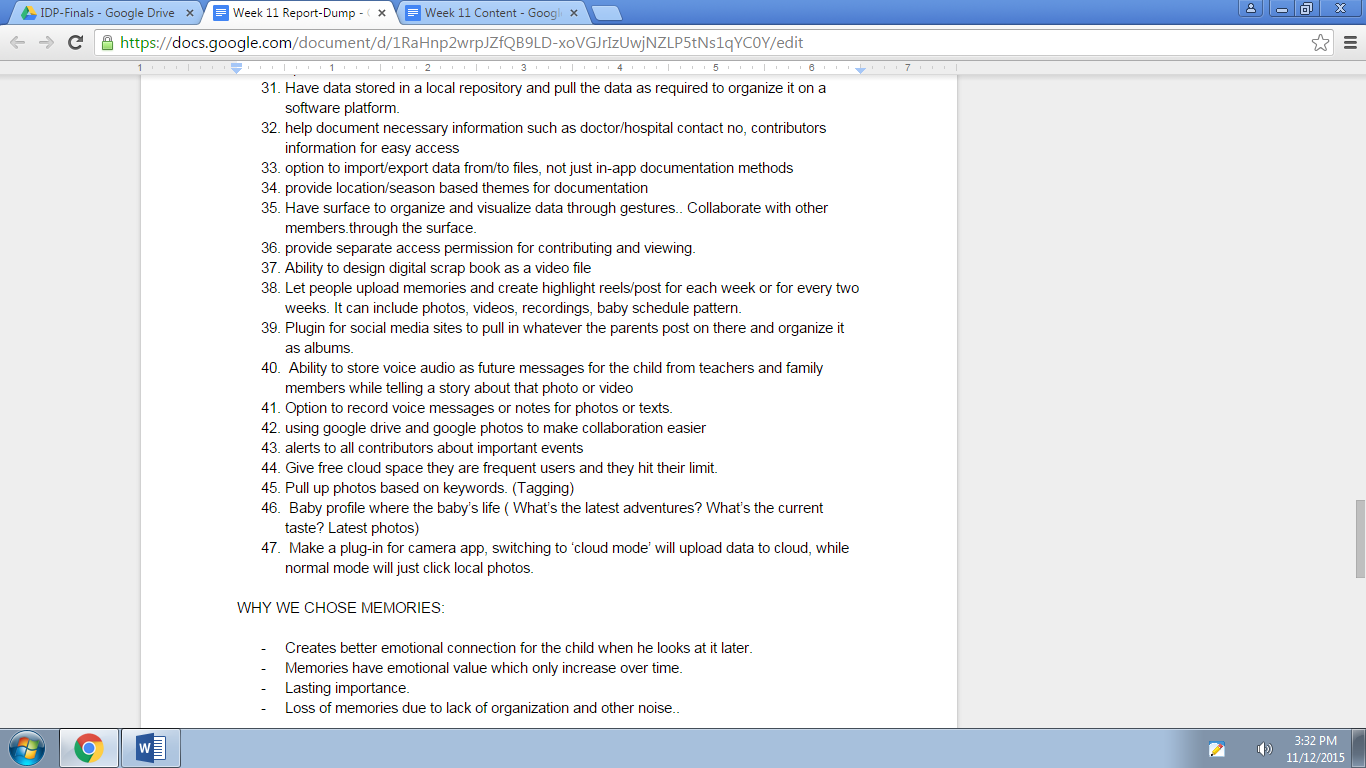 IDP-Finals - Google Drive
Week 11 Report-Dump -
Week 11 Content - Googl
https://docs.google.com/document/d/1RaHnp2wrpJZfQB9LD-xoVGJrIzUwjNZLP5tNs1qYC0Y/edit
1 1 2 3 4 5 6 7
31. Have data stored in a local repository and pull the data as required to organize it on a
software platform.
32. help document necessary information such as doctor/hospital contact no, contributors
information for easy access
33. option to import/export data from/to files, not just in-app documentation methods
34. provide location/season based themes for documentation
35. Have surface to organize and visualize data through gestures.. Collaborate with other
members.through the surface.
36. provide separate access permission for contributing and viewing.
37. Ability to design digital scrap book as a video file
38. Let people upload memories and create highlight reels/post for each week or for every two
weeks. It can include photos, videos, recordings, baby schedule pattern.
39. Plugin for social media sites to pull in whatever the parents post on there and organize it
as albums.
40. Ability to store voice audio as future messages for the child from teachers and family
members while telling a story about that photo or video
41. Option to record voice messages or notes for photos or texts.
42. using google drive and google photos to make collaboration easier
43. alerts to all contributors about important events
44. Give free cloud space they are frequent users and they hit their limit.
45. Pull up photos based on keywords. (Tagging)
46. Baby profile where the baby's life ( What's the latest adventures? What's the current
taste? Latest photos)
47. Make a plug-in for camera app, switching to ‘cloud mode’ will upload data to cloud, while
normal mode will just click local photos.
WHY WE CHOSE MEMORIES:
- Creates better emotional connection for the child when he looks at it later.
- Memories have emotional value which only increase over time.
- Lasting importance.
- Loss of memories due to lack of organization and other noise..
W
3:32 PM
11/12/2015